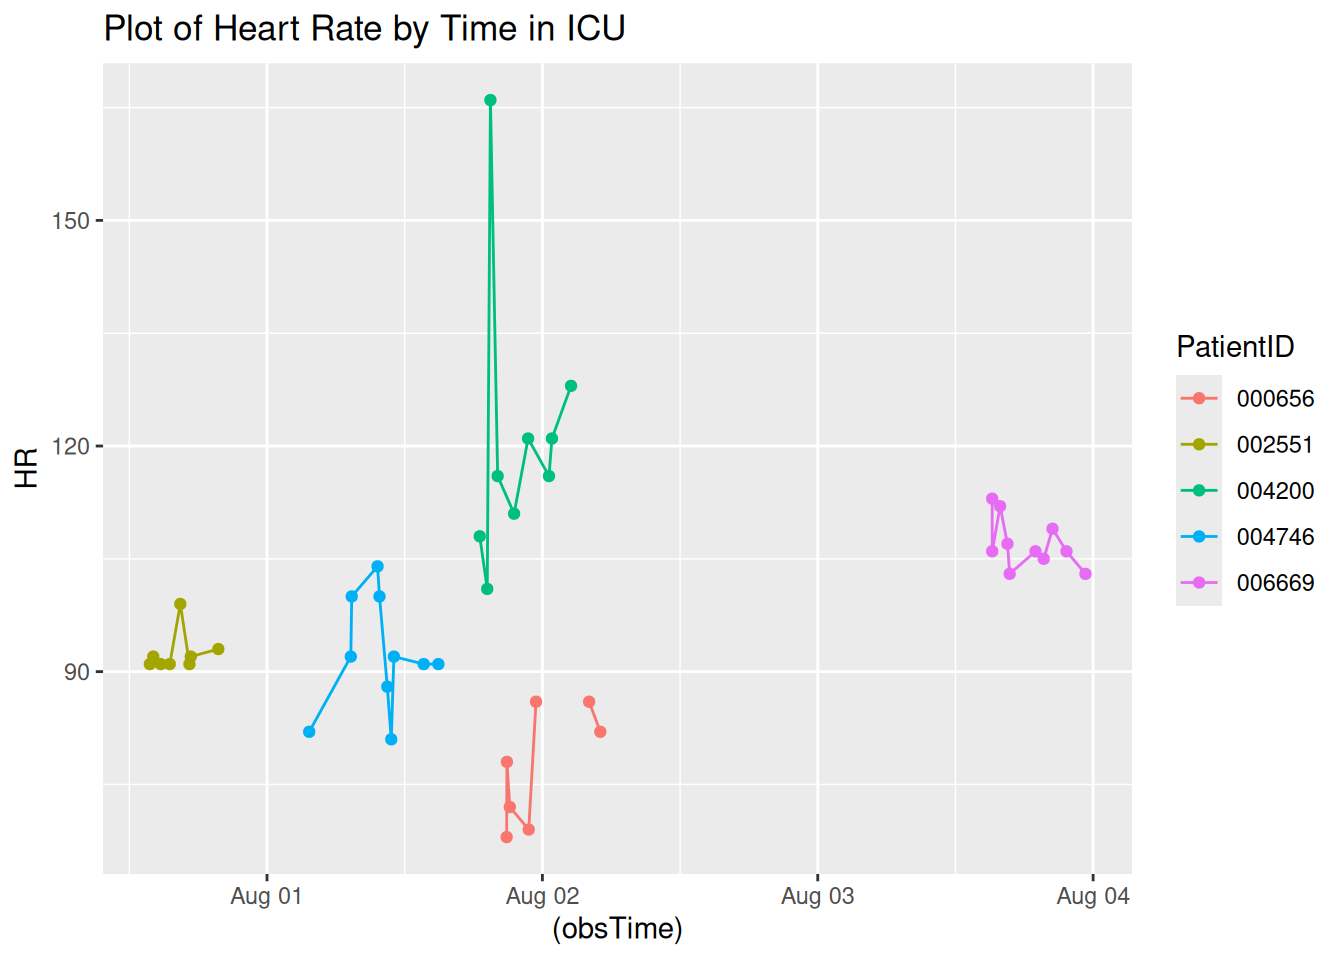 Plot of Heart Rate by Time in ICU
150
120
90
HR
Aug 01
Aug 02
Aug 03
Aug 04
(obsTime)
PatientID
000656
002551
004200
004746
006669